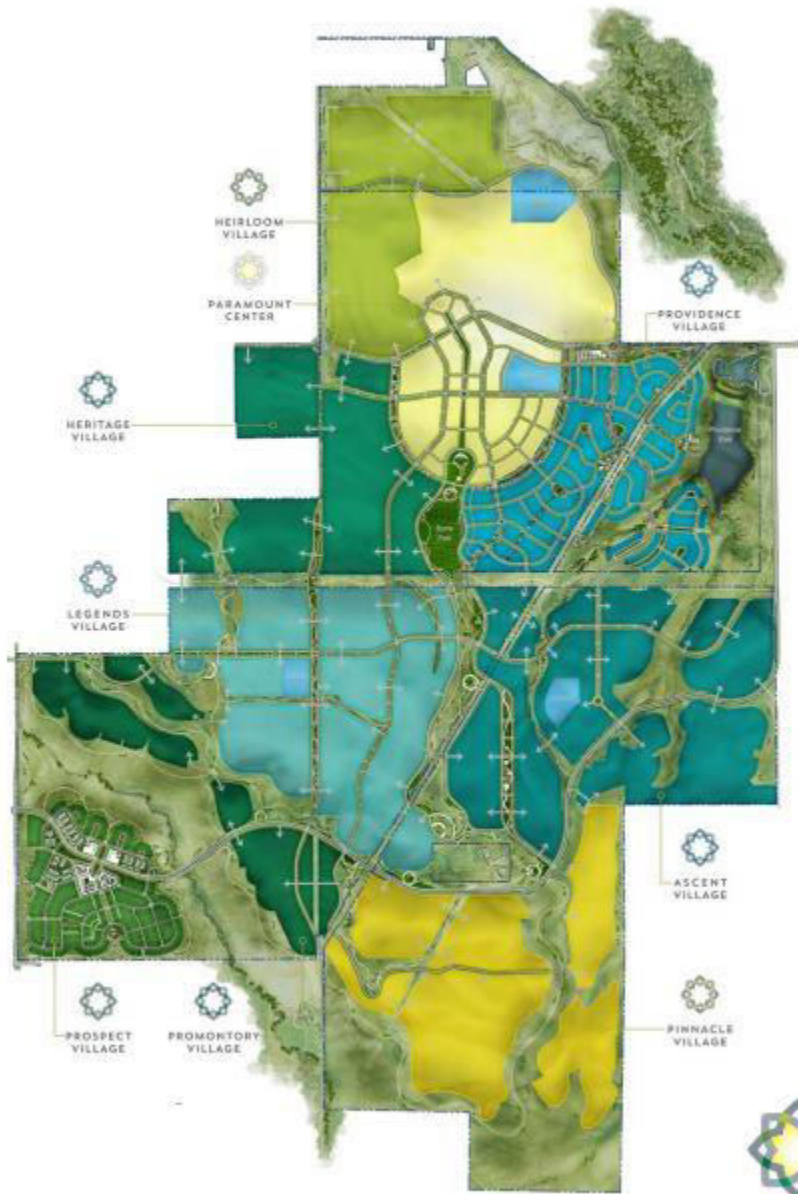 HEIRLOOM
VILLAGE
PARAMOUNT
CENTER
PROVIDENCE
VILLAGE
HERITAGE
VILLAGE
LEGENDS
VILLAGE
ASCENT
VILLAGE
PROSPECT
VILLAGE
PROMONTORY
VILLAGE
PINNACLE
VILLAGE